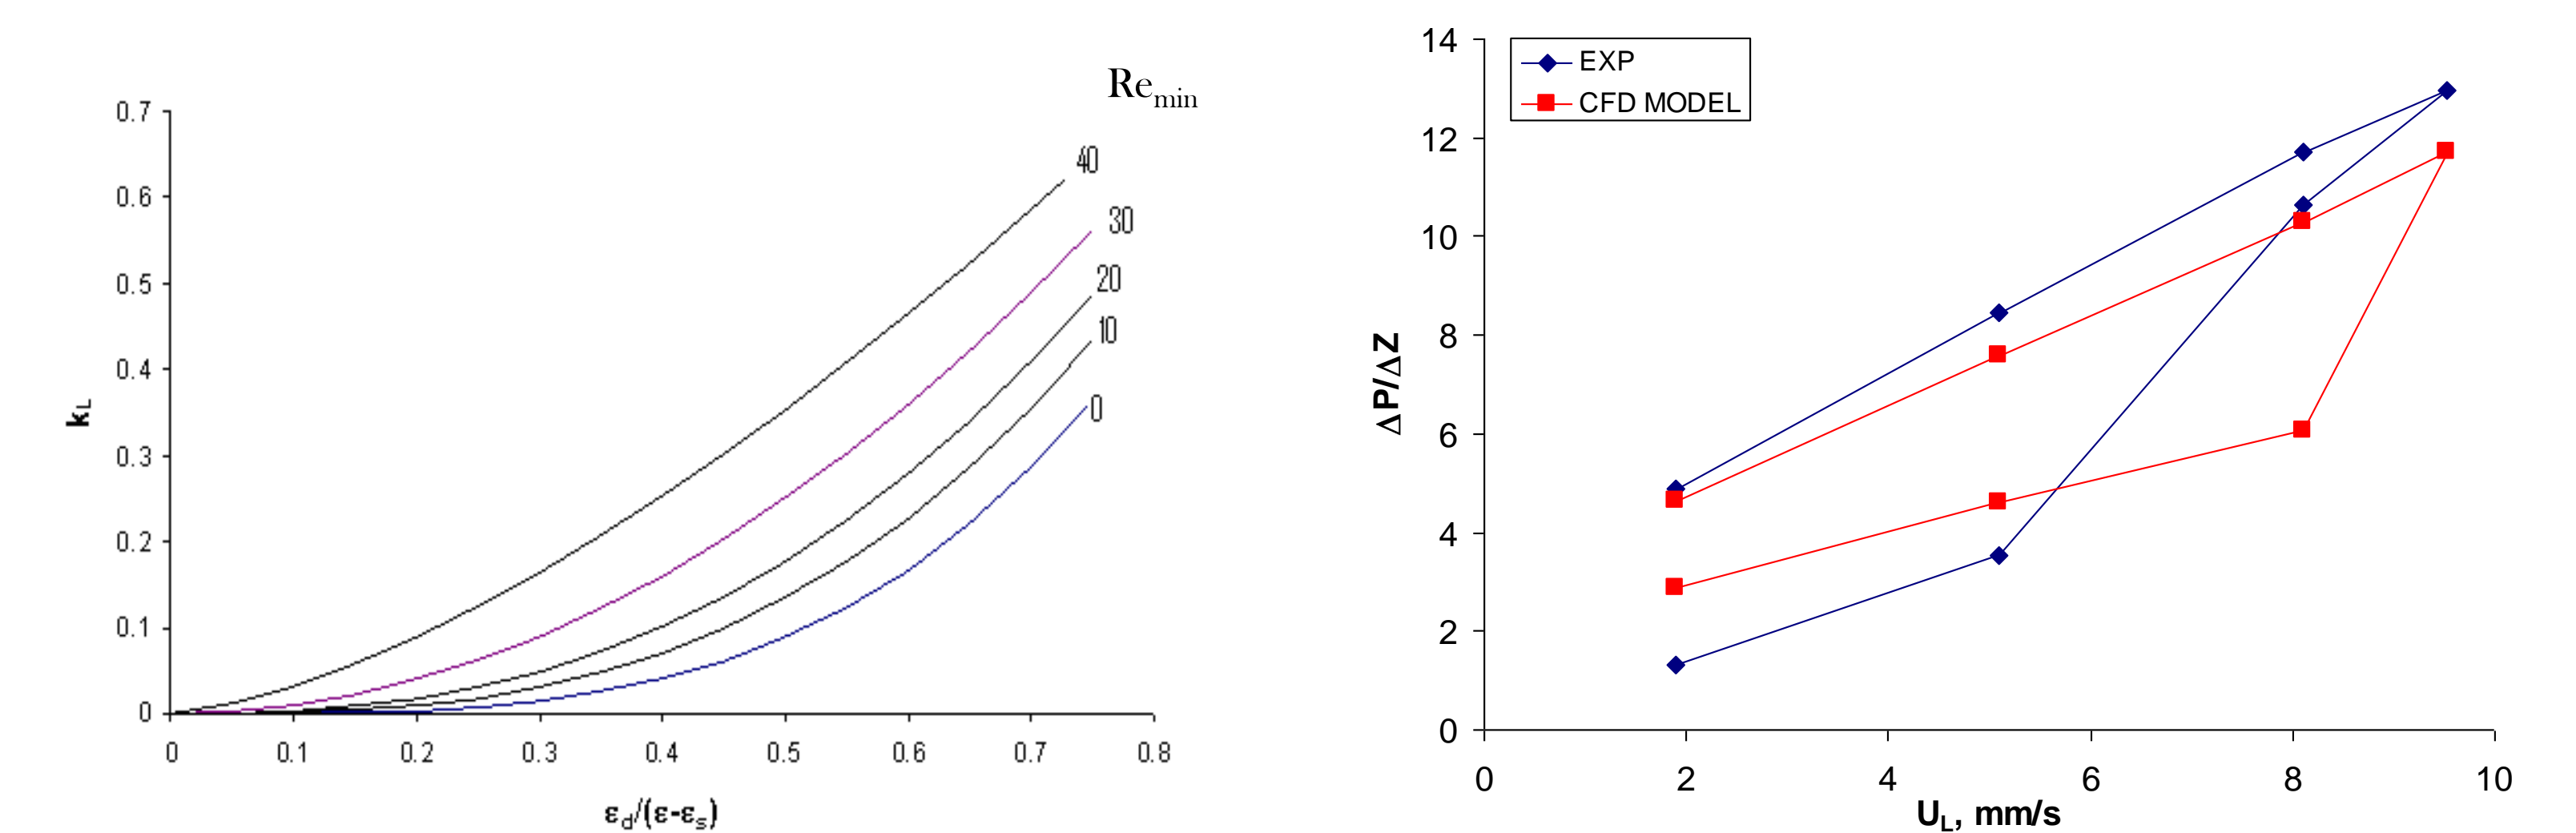 Re_min
0.7
0.6
0.5
0.4
0.3
0.2
0.1
0
k_L
40
30
20
10
0
0 0.1 0.2 0.3 0.4 0.5 0.6 0.7 0.8
ε_d/(ε-ε_s)
EXP
CFD MODEL
14
12
10
8
6
4
2
0
ΔP/ΔZ
0 2 4 6 8 10
U_L, mm/s